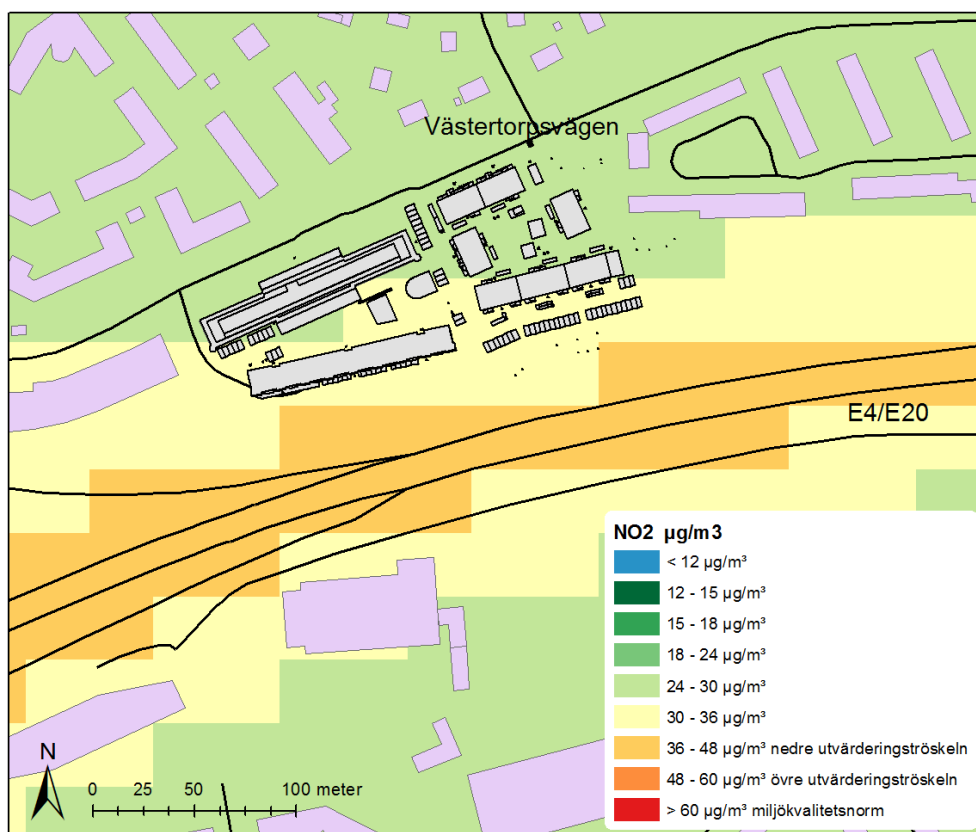 Västertorpsvägen
E4/E20
NO2 µg/m3
< 12 µg/m³
12 - 15 µg/m³
15 - 18 µg/m³
18 - 24 µg/m³
24 - 30 µg/m³
30 - 36 µg/m³
36 - 48 µg/m³ nedre utvärderingströskeln
48 - 60 µg/m³ övre utvärderingströskeln
> 60 µg/m³ miljökvalitetsnorm
N
0 25 50 100 meter